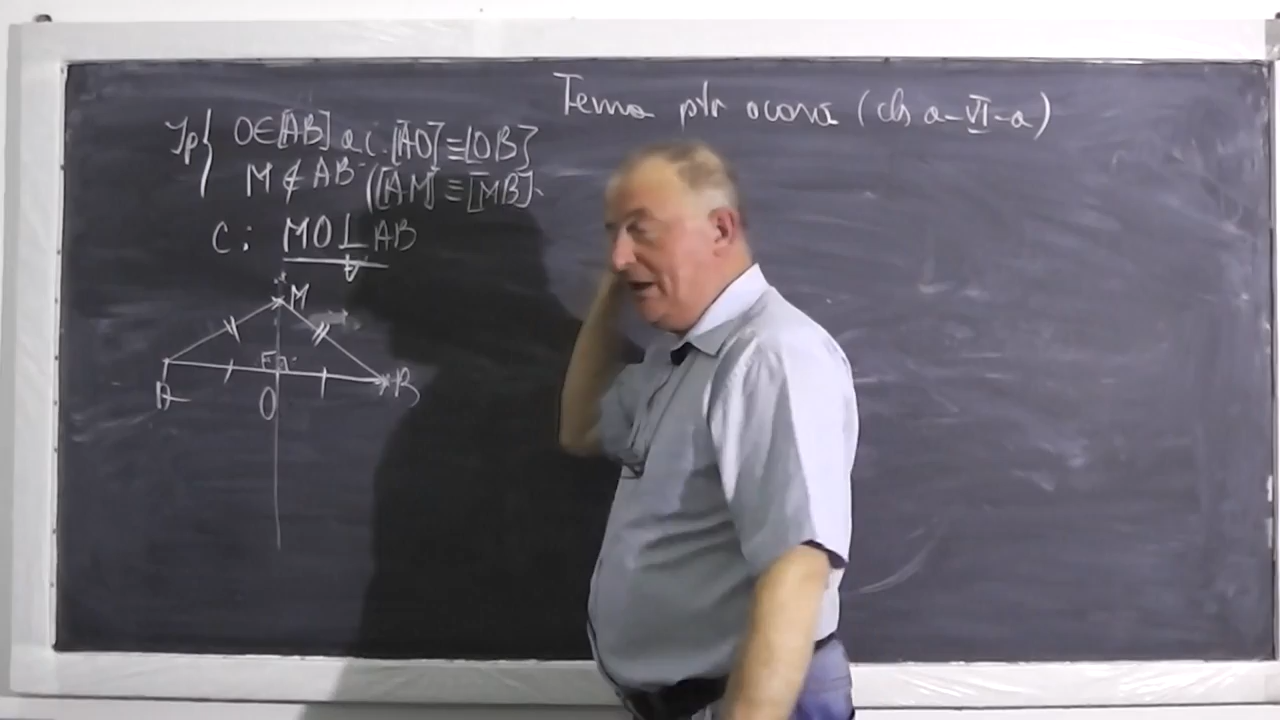 Tema ptr acasă (cls a-VI-a)
Ip{ O∈[AB] a.î. [AO]≡[OB]
M∉AB ([AM]≡[MB].
C: MO⊥AB
M
A
O
B